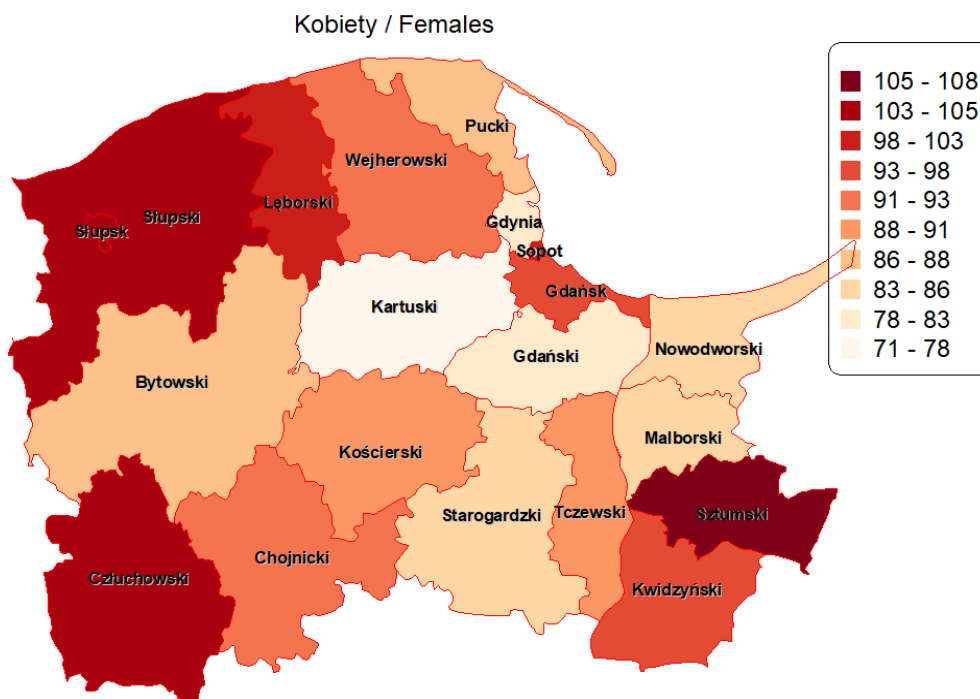 Kobiety / Females
105 - 108
103 - 105
98 - 103
93 - 98
91 - 93
88 - 91
86 - 88
83 - 86
78 - 83
71 - 78
Pucki
Wejherowski
Lęborski
Słupski
Słupsk
Gdynia
Sopot
Gdańsk
Kartuski
Gdański
Nowodworski
Bytowski
Malborski
Kościerski
Starogardzki
Tczewski
Sztumski
Chojnicki
Człuchowski
Kwidzyński